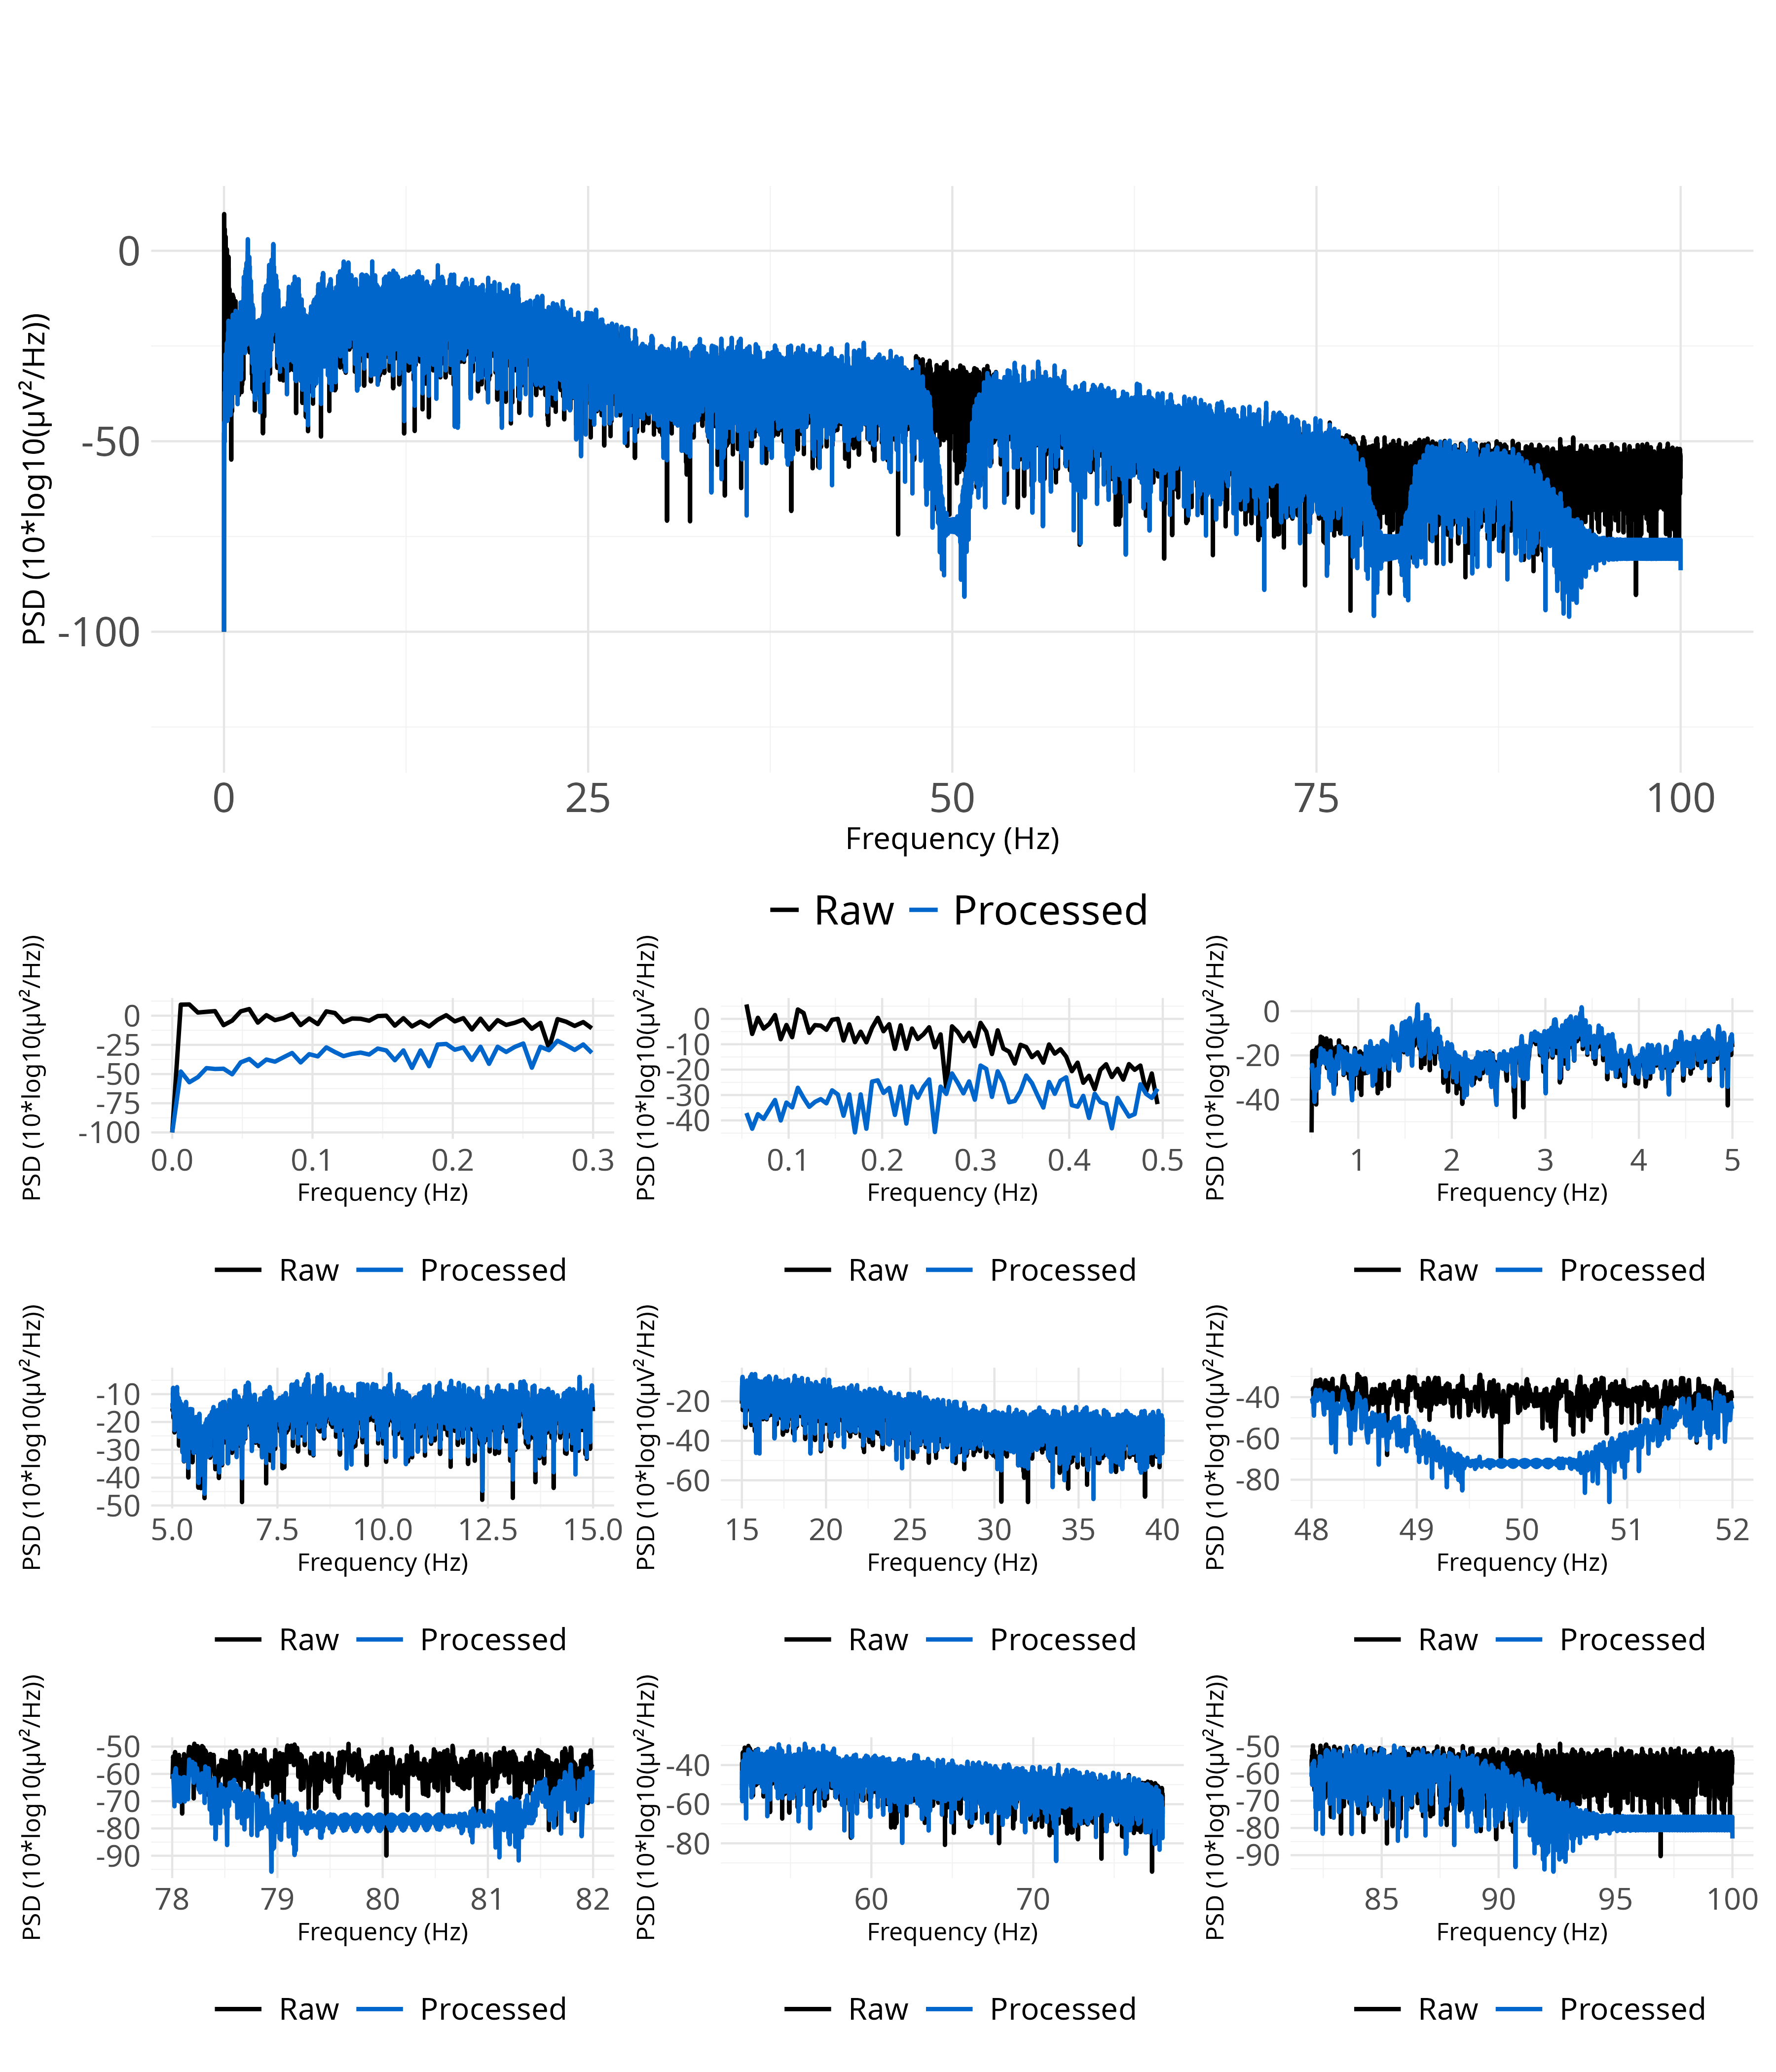 PSD (10*log10(µV²/Hz))
0
-50
-100
0 25 50 75 100
Frequency (Hz)
Raw Processed
PSD (10*log10(µV²/Hz))
0
-25
-50
-75
-100
0.0 0.1 0.2 0.3
Frequency (Hz)
Raw Processed
PSD (10*log10(µV²/Hz))
0
-10
-20
-30
-40
0.1 0.2 0.3 0.4 0.5
Frequency (Hz)
Raw Processed
PSD (10*log10(µV²/Hz))
0
-20
-40
1 2 3 4 5
Frequency (Hz)
Raw Processed
PSD (10*log10(µV²/Hz))
-10
-20
-30
-40
-50
5.0 7.5 10.0 12.5 15.0
Frequency (Hz)
Raw Processed
PSD (10*log10(µV²/Hz))
-20
-40
-60
15 20 25 30 35 40
Frequency (Hz)
Raw Processed
PSD (10*log10(µV²/Hz))
-40
-60
-80
48 49 50 51 52
Frequency (Hz)
Raw Processed
PSD (10*log10(µV²/Hz))
-50
-60
-70
-80
-90
78 79 80 81 82
Frequency (Hz)
Raw Processed
PSD (10*log10(µV²/Hz))
-40
-60
-80
60 70
Frequency (Hz)
Raw Processed
PSD (10*log10(µV²/Hz))
-50
-60
-70
-80
-90
85 90 95 100
Frequency (Hz)
Raw Processed